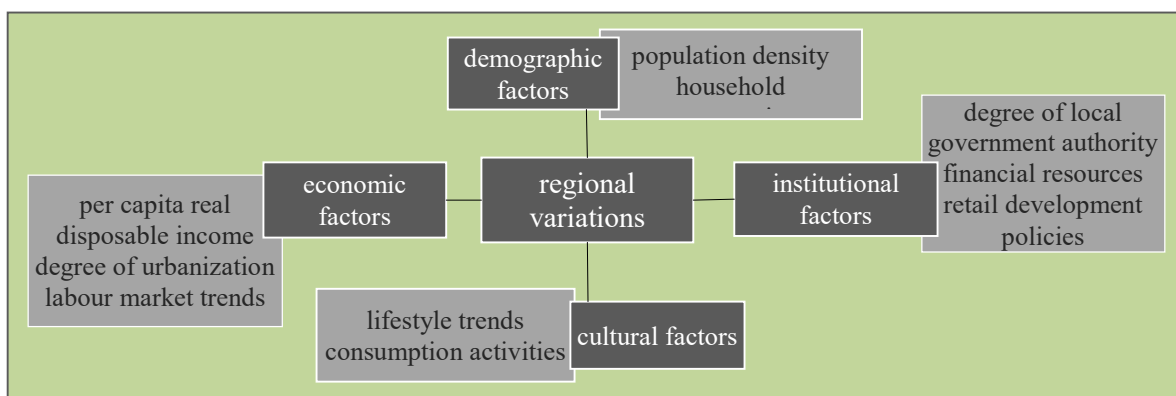 demographic
factors
population density
household
economic
factors
per capita real
disposable income
degree of urbanization
labour market trends
regional
variations
institutional
factors
degree of local
government authority
financial resources
retail development
policies
lifestyle trends
consumption activities
cultural factors